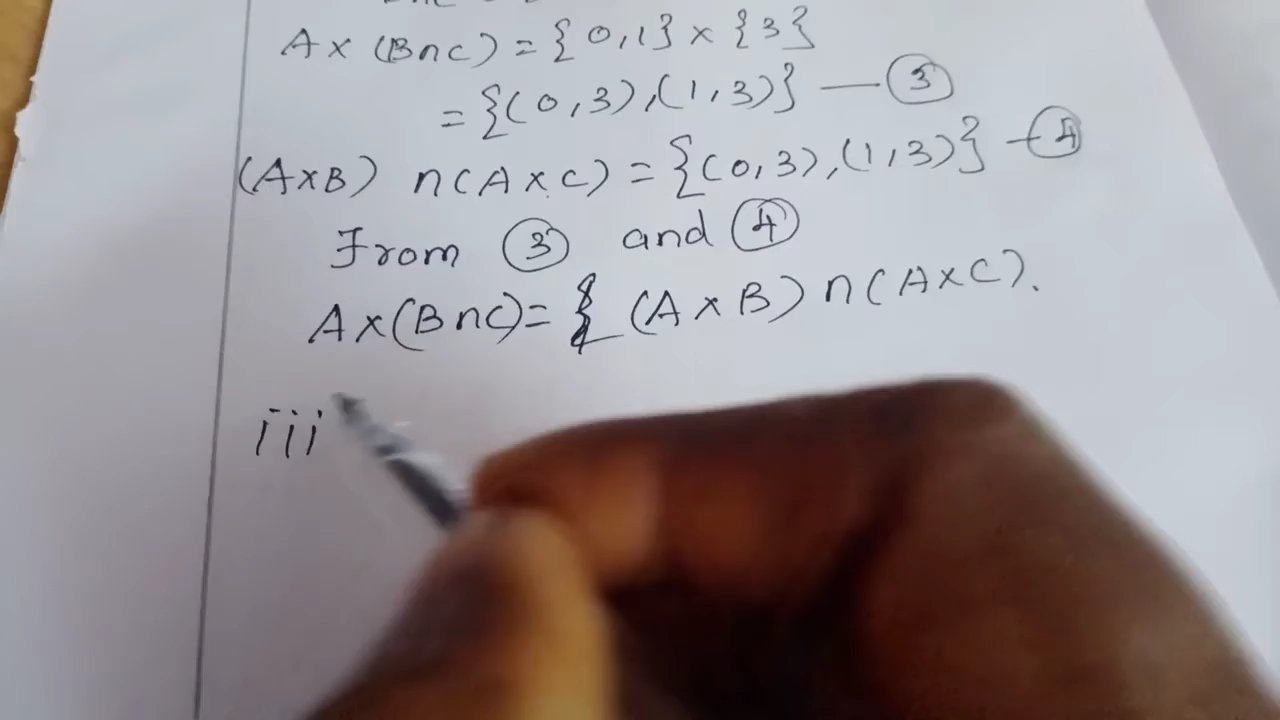 A × (B∩C) = {0,1} × {3}
= {(0,3),(1,3)} — ③
(A×B) ∩ (A×C) = {(0,3),(1,3)} — ④
From ③ and ④
A×(B∩C) = (A×B) ∩ (A×C).
iii